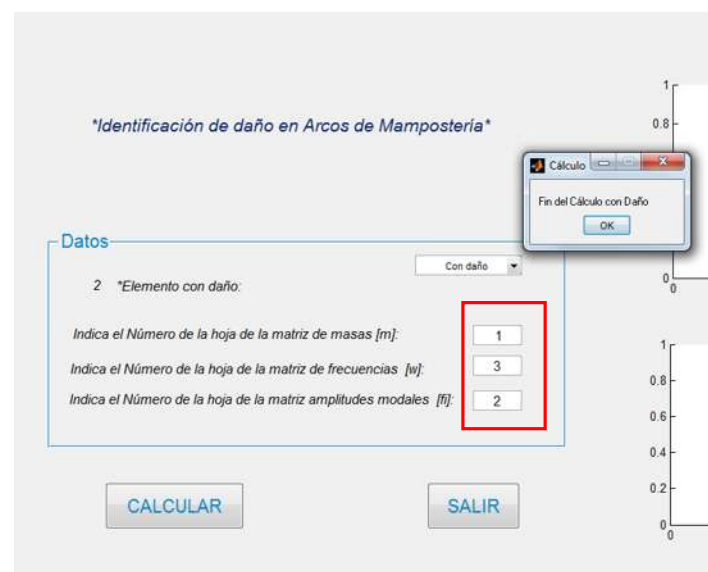 *Identificación de daño en Arcos de Mampostería*
1
0.8
0
0
Cálculo
Fin del Cálculo con Daño
OK
Datos
Con daño
2 *Elemento con daño:
Indica el Número de la hoja de la matriz de masas [m]: 1
Indica el Número de la hoja de la matriz de frecuencias [w]: 3
Indica el Número de la hoja de la matriz amplitudes modales [fi]: 2
1
0.8
0.6
0.4
0.2
0
0
CALCULAR
SALIR